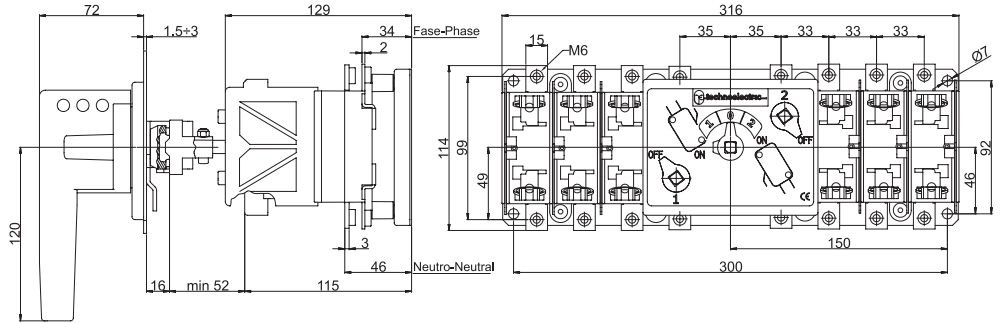 72
1.5÷3
129
34
Fase-Phase
2
316
35
35
33
33
33
15
M6
Ø7
technoelectric
2
1
0
2
OFF
ON
OFF
ON
1
CE
114
99
49
92
46
120
16
min 52
115
3
46
Neutro-Neutral
150
300